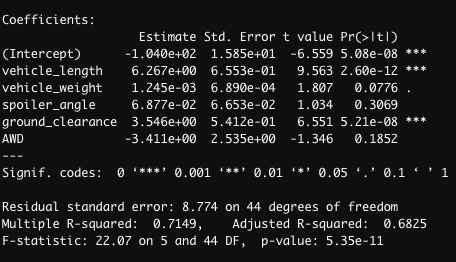 Coefficients:
Estimate Std. Error t value Pr(>|t|)
(Intercept) -1.040e+02 1.585e+01 -6.559 5.08e-08 ***
vehicle_length 6.267e+00 6.553e-01 9.563 2.60e-12 ***
vehicle_weight 1.245e-03 6.890e-04 1.807 0.0776 .
spoiler_angle 6.877e-02 6.653e-02 1.034 0.3069
ground_clearance 3.546e+00 5.412e-01 6.551 5.21e-08 ***
AWD -3.411e+00 2.535e+00 -1.346 0.1852
---
Signif. codes: 0 ‘***’ 0.001 ‘**’ 0.01 ‘*’ 0.05 ‘.’ 0.1 ‘ ’ 1
Residual standard error: 8.774 on 44 degrees of freedom
Multiple R-squared: 0.7149, Adjusted R-squared: 0.6825
F-statistic: 22.07 on 5 and 44 DF, p-value: 5.35e-11